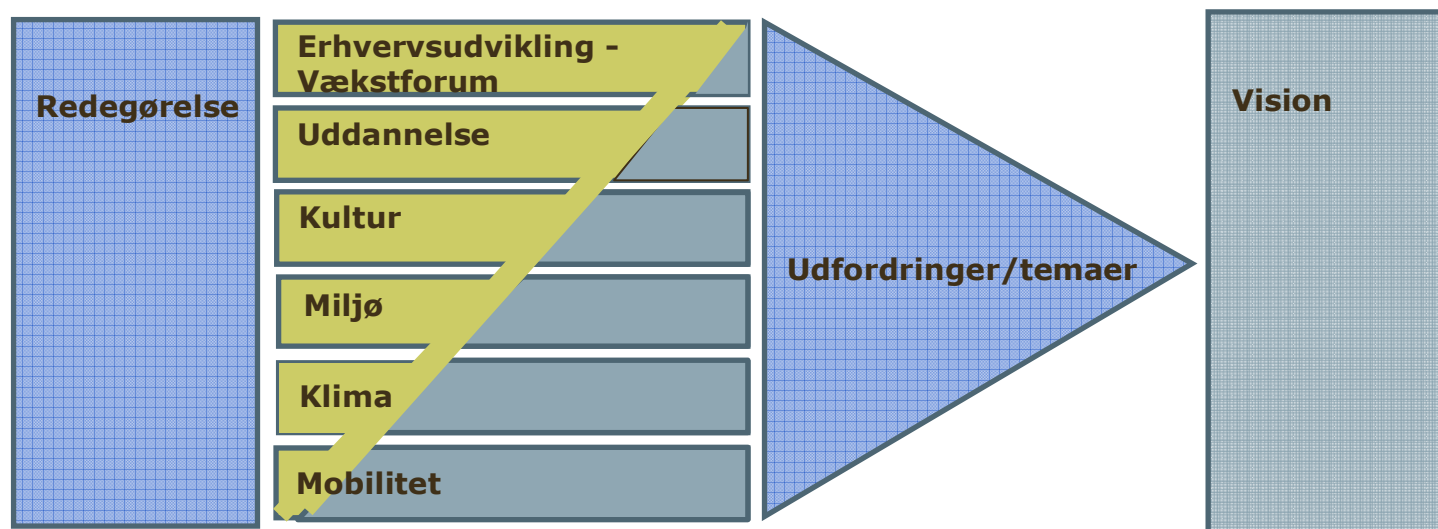 Redegørelse
Erhvervsudvikling -
Vækstforum
Uddannelse
Kultur
Miljø
Klima
Mobilitet
Udfordringer/temaer
Vision